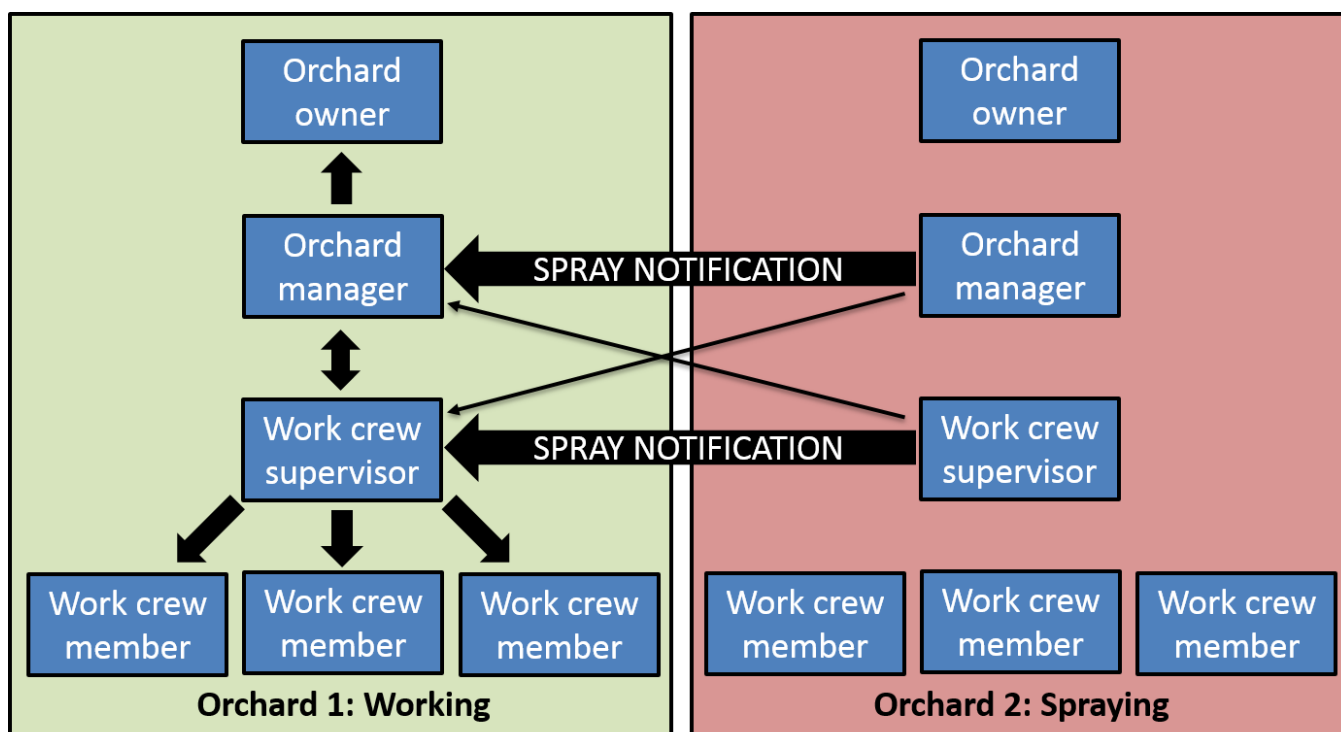 Orchard
owner
Orchard
manager
Work crew
supervisor
Work crew
member
Work crew
member
Work crew
member
Orchard 1: Working
SPRAY NOTIFICATION
SPRAY NOTIFICATION
Orchard
owner
Orchard
manager
Work crew
supervisor
Work crew
member
Work crew
member
Work crew
member
Orchard 2: Spraying